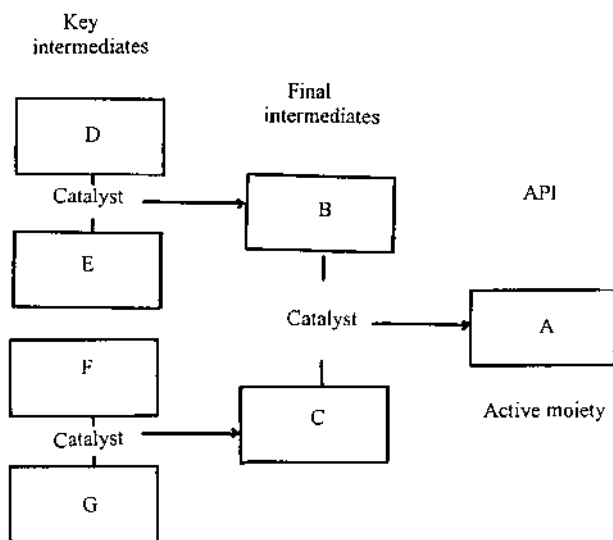 Key
intermediates
D
Catalyst
E
F
Catalyst
G
Final
intermediates
B
Catalyst
C
API
A
Active moiety